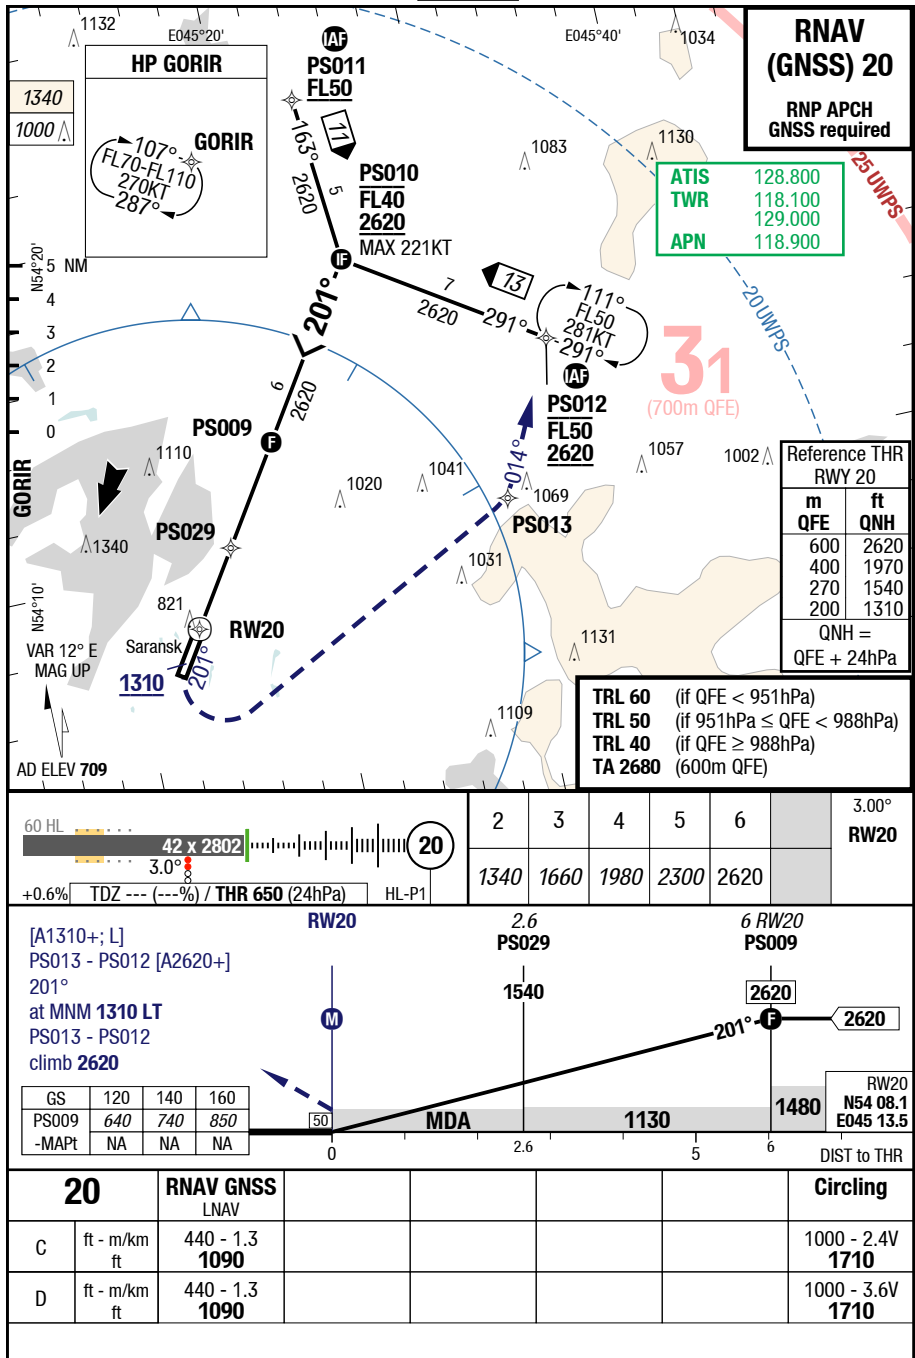 1132
E045°20'
IAF
PS011
FL50
E045°40'
1034
RNAV
(GNSS) 20
RNP APCH
GNSS required
HP GORIR
1340
1000
107°
GORIR
FL70-FL110
270KT
287°
163°
11
5
2620
PS010
FL40
2620
MAX 221KT
IF
1083
1130
ATIS 128.800
TWR 118.100
129.000
APN 118.900
25 UWPS
N54°20'
5 NM
4
3
2
1
0
201°
7
2620
13
291°
111°
FL50
281KT
291°
IAF
PS012
FL50
2620
20 UWPS
31
(700m QFE)
6
2620
PS009
F
GORIR
1110
1340
1020
1041
014°
1069
PS013
1057
1002
Reference THR
RWY 20
m ft
QFE QNH
600 2620
400 1970
270 1540
200 1310
QNH =
QFE + 24hPa
PS029
1031
N54°10'
821
RW20
Saransk
201°
1310
VAR 12° E
MAG UP
1131
1109
AD ELEV 709
TRL 60 (if QFE < 951hPa)
TRL 50 (if 951hPa ≤ QFE < 988hPa)
TRL 40 (if QFE ≥ 988hPa)
TA 2680 (600m QFE)
60 HL
42 x 2802
20
3.0°
+0.6%
TDZ --- (---%) / THR 650 (24hPa)
HL-P1
2 3 4 5 6 3.00°
RW20
1340 1660 1980 2300 2620
[A1310+; L]
PS013 - PS012 [A2620+]
201°
at MNM 1310 LT
PS013 - PS012
climb 2620
RW20
2.6
PS029
6 RW20
PS009
1540
2620
M
201°
F
2620
GS 120 140 160
PS009 640 740 850
-MAPt NA NA NA
50
MDA
1130
1480
RW20
N54 08.1
E045 13.5
0
2.6
5
6
DIST to THR
20 RNAV GNSS Circling
LNAV
C ft - m/km 440 - 1.3 1000 - 2.4V
ft 1090 1710
D ft - m/km 440 - 1.3 1000 - 3.6V
ft 1090 1710